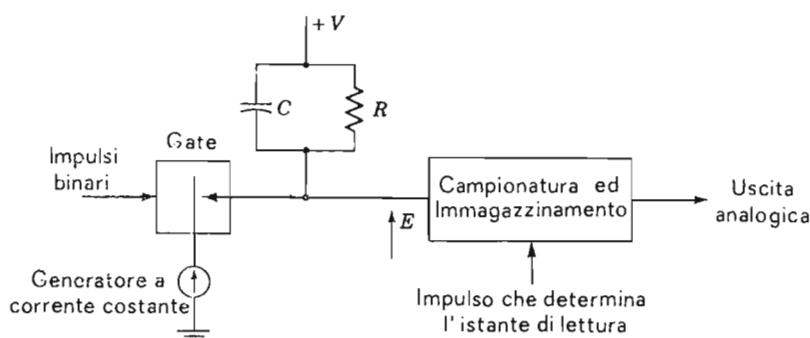 + V
C
R
Gate
Impulsi
binari
Campionatura ed
Immagazzinamento
Uscita
analogica
E
Generatore a
corrente costante
Impulso che determina
l'istante di lettura